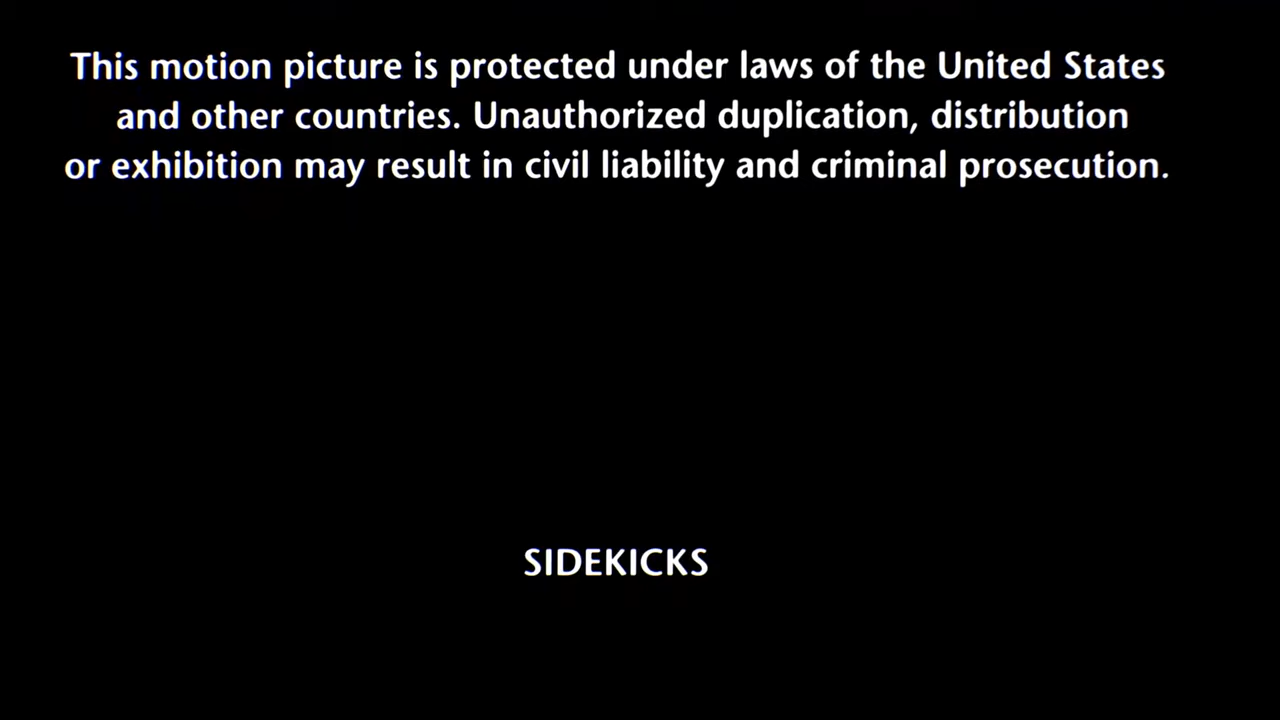 This motion picture is protected under laws of the United States
and other countries. Unauthorized duplication, distribution
or exhibition may result in civil liability and criminal prosecution.
SIDEKICKS